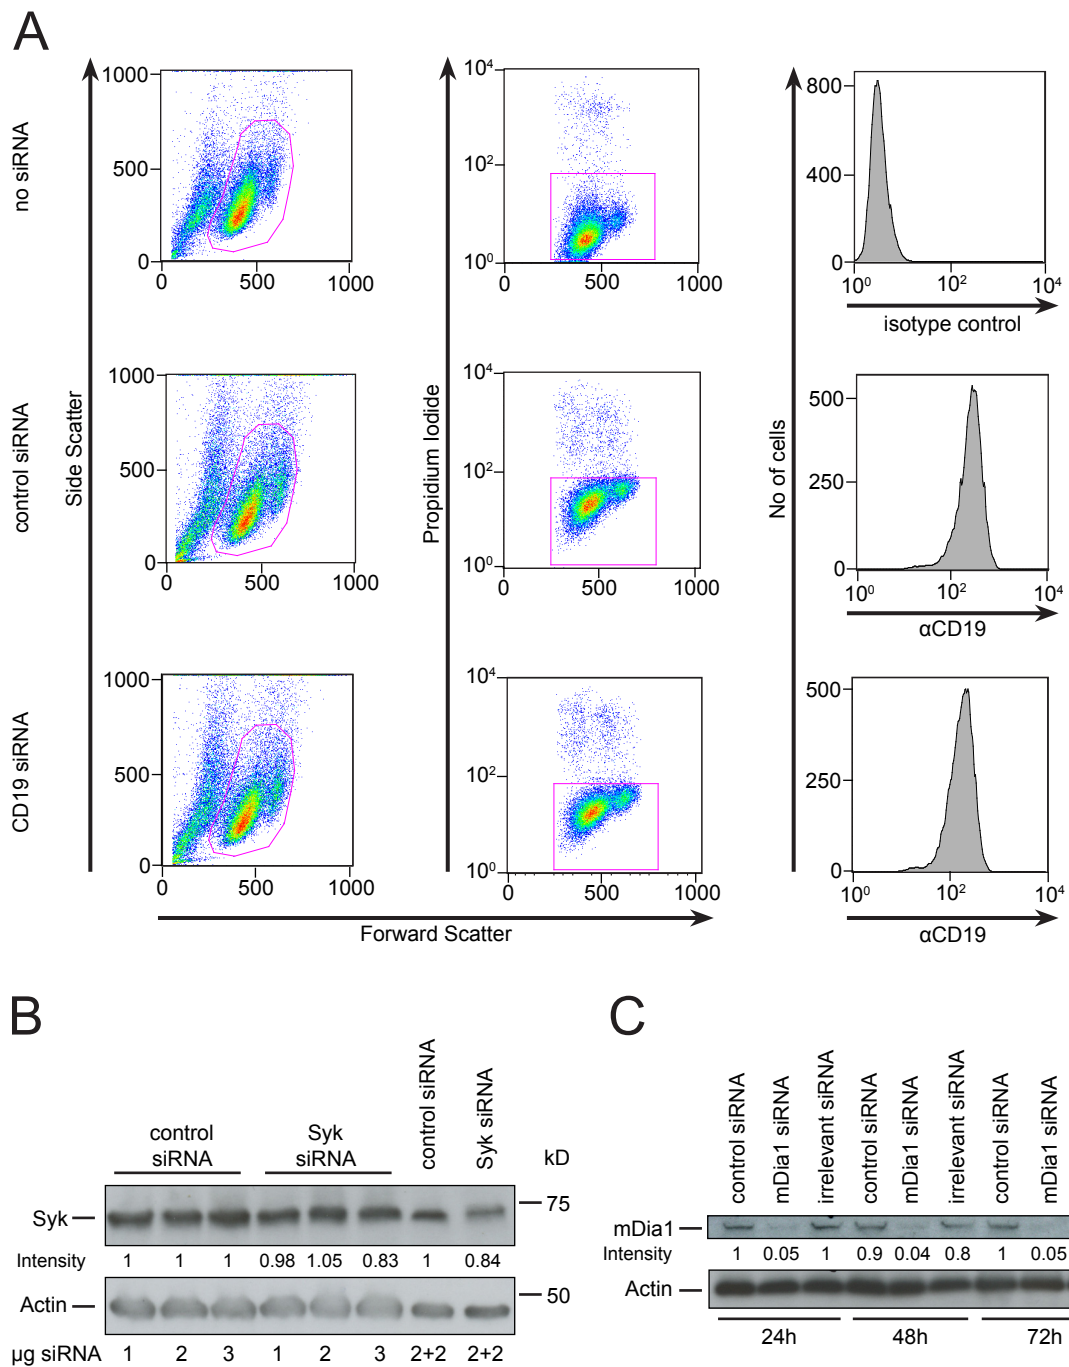 A
no siRNA
control siRNA
CD19 siRNA
Side Scatter
1000
500
0
0 500 1000
1000
500
0
0 500 1000
1000
500
0
0 500 1000
Forward Scatter
Propidium Iodide
10⁴
10²
10⁰
0 500 1000
10⁴
10²
10⁰
0 500 1000
10⁴
10²
10⁰
0 500 1000
No of cells
800
400
0
10⁰ 10² 10⁴
isotype control
500
250
0
10⁰ 10² 10⁴
αCD19
500
250
0
10⁰ 10² 10⁴
αCD19
B
control siRNA
Syk siRNA
control siRNA
Syk siRNA
kD
Syk
75
Intensity 1 1 1 0.98 1.05 0.83 1 0.84
Actin
50
µg siRNA 1 2 3 1 2 3 2+2 2+2
C
control siRNA
mDia1 siRNA
irrelevant siRNA
control siRNA
mDia1 siRNA
irrelevant siRNA
control siRNA
mDia1 siRNA
mDia1
Intensity 1 0.05 1 0.9 0.04 0.8 1 0.05
Actin
24h 48h 72h